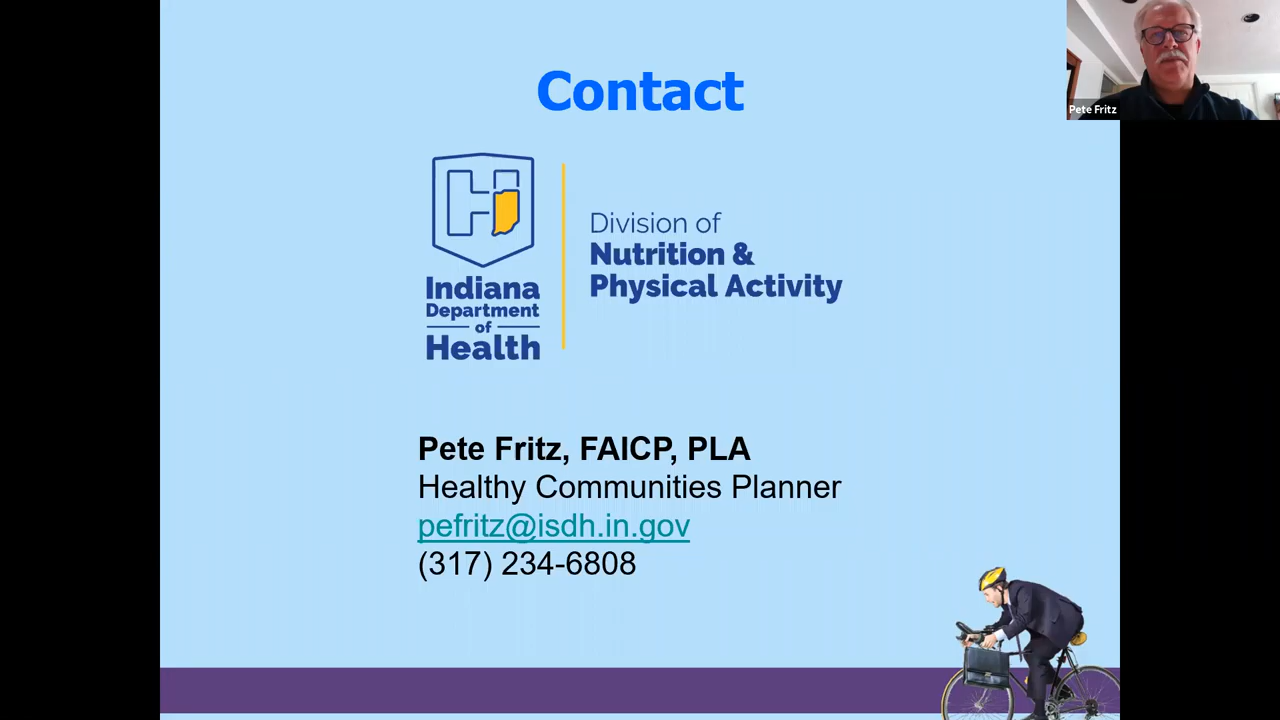 Contact
Indiana
Department
of
Health
Division of
Nutrition &
Physical Activity
Pete Fritz, FAICP, PLA
Healthy Communities Planner
pefritz@isdh.in.gov
(317) 234-6808
Pete Fritz